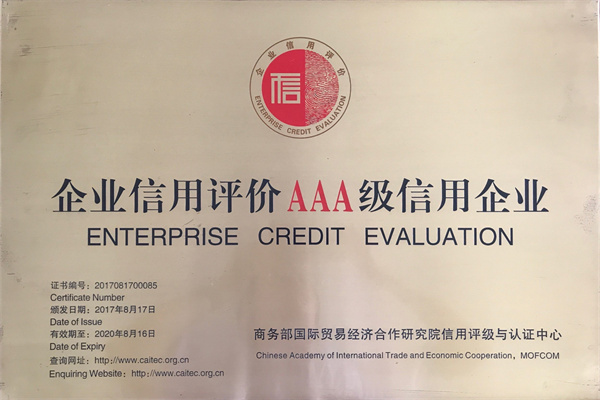 企业信用评价
信
ENTERPRISE CREDIT EVALUATION
企业信用评价AAA级信用企业
ENTERPRISE CREDIT EVALUATION
证书编号：2017081700085
Certificate Number
颁发日期：2017年8月17日
Date of Issue
有效期至：2020年8月16日
Date of Expiry
查询网址：http://www.caitec.org.cn
Enquiring Website：http://www.caitec.org.cn
商务部国际贸易经济合作研究院信用评级与认证中心
Chinese Academy of International Trade and Economic Cooperation，MOFCOM